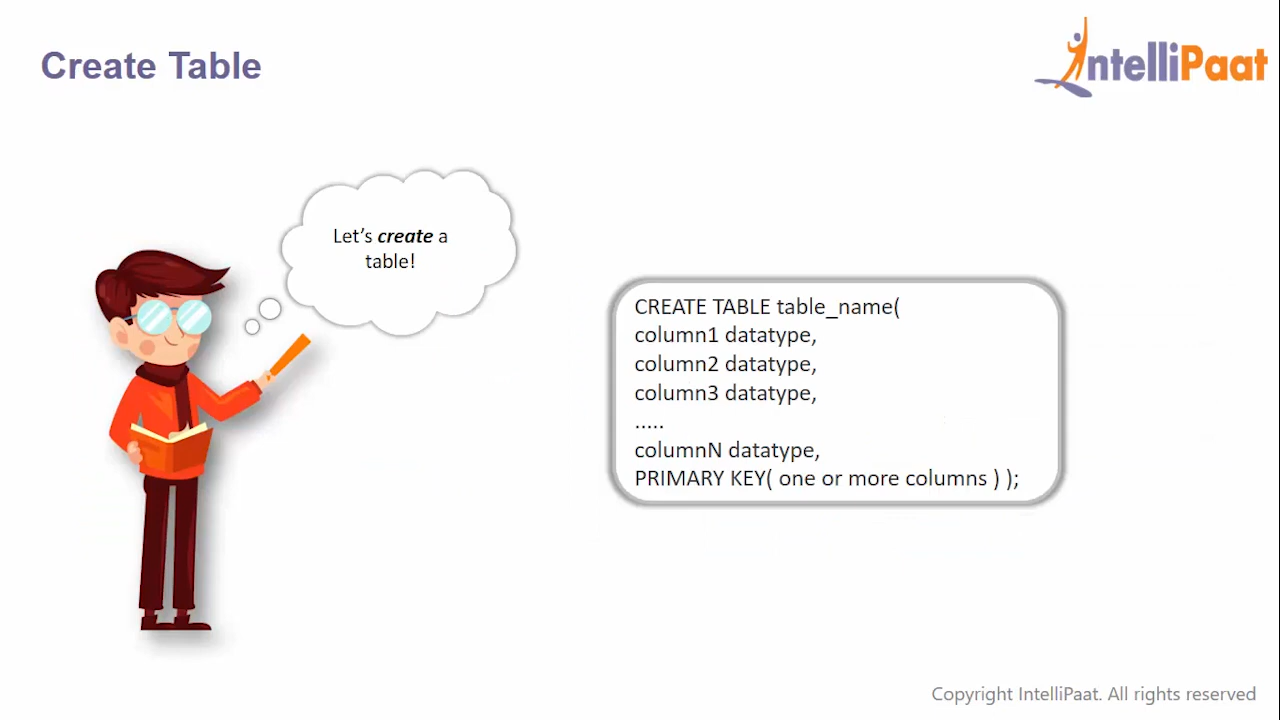 Create Table
IntelliPaat
Let’s create a
table!
CREATE TABLE table_name(
column1 datatype,
column2 datatype,
column3 datatype,
.....
columnN datatype,
PRIMARY KEY( one or more columns ) );
Copyright IntelliPaat. All rights reserved